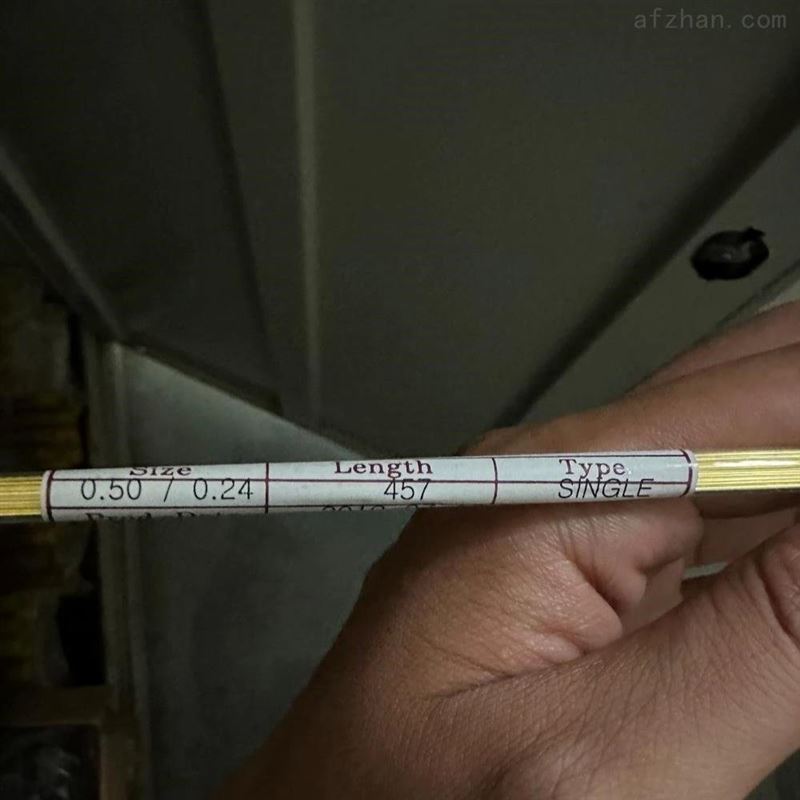 afzhan.com
Size Length Type
0.50 / 0.24 457 SINGLE